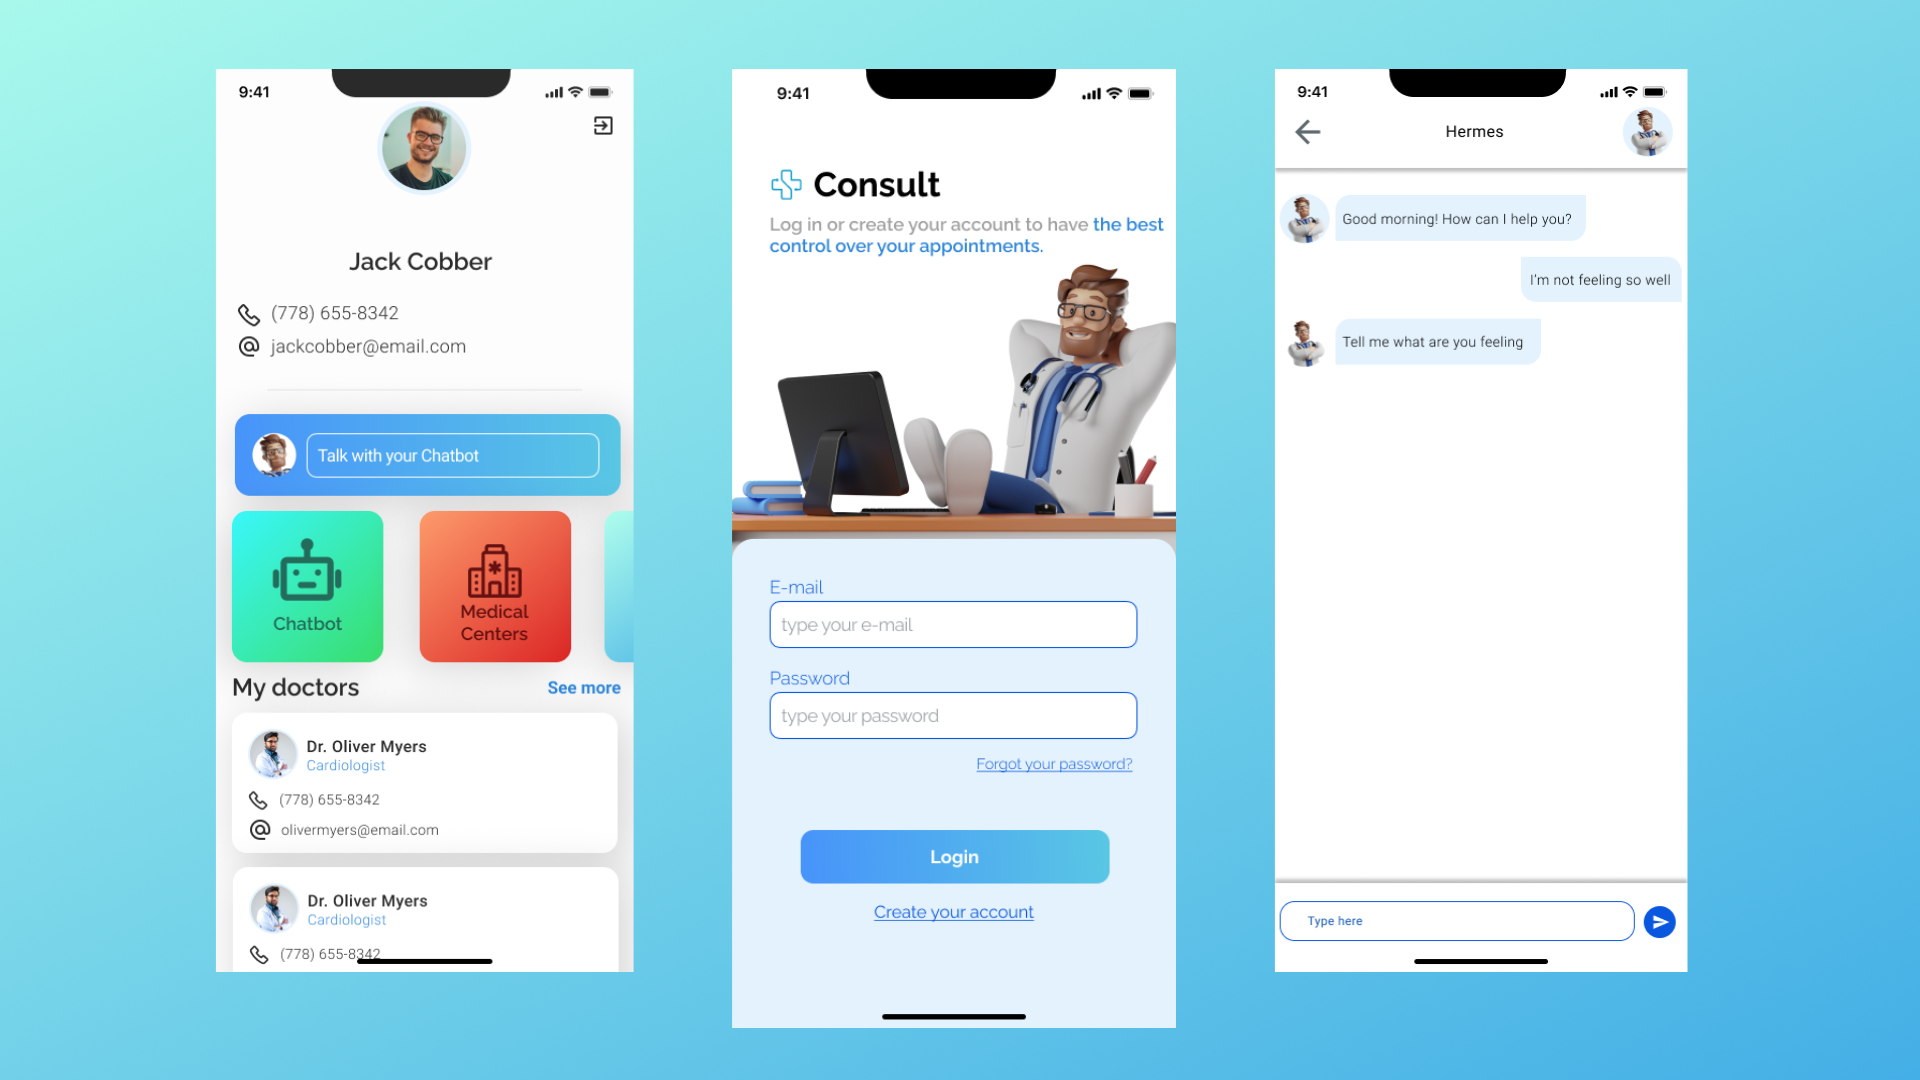 9:41
Jack Cobber
(778) 655-8342
jackcobber@email.com
Talk with your Chatbot
Chatbot
Medical
Centers
My doctors
See more
Dr. Oliver Myers
Cardiologist
(778) 655-8342
olivermyers@email.com
Dr. Oliver Myers
Cardiologist
(778) 655-8342
9:41
Consult
Log in or create your account to have the best
control over your appointments.
E-mail
type your e-mail
Password
type your password
Forgot your password?
Login
Create your account
9:41
Hermes
Good morning! How can I help you?
I'm not feeling so well
Tell me what are you feeling
Type here